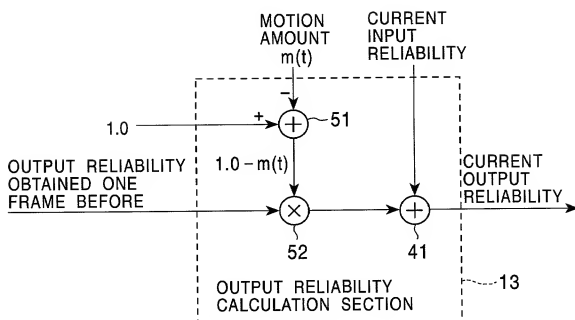 MOTION
AMOUNT
m(t)
CURRENT
INPUT
RELIABILITY
−
+
+
51
1.0
1.0−m(t)
OUTPUT RELIABILITY
OBTAINED ONE
FRAME BEFORE
CURRENT
OUTPUT
RELIABILITY
×
+
52
41
13
OUTPUT RELIABILITY
CALCULATION SECTION